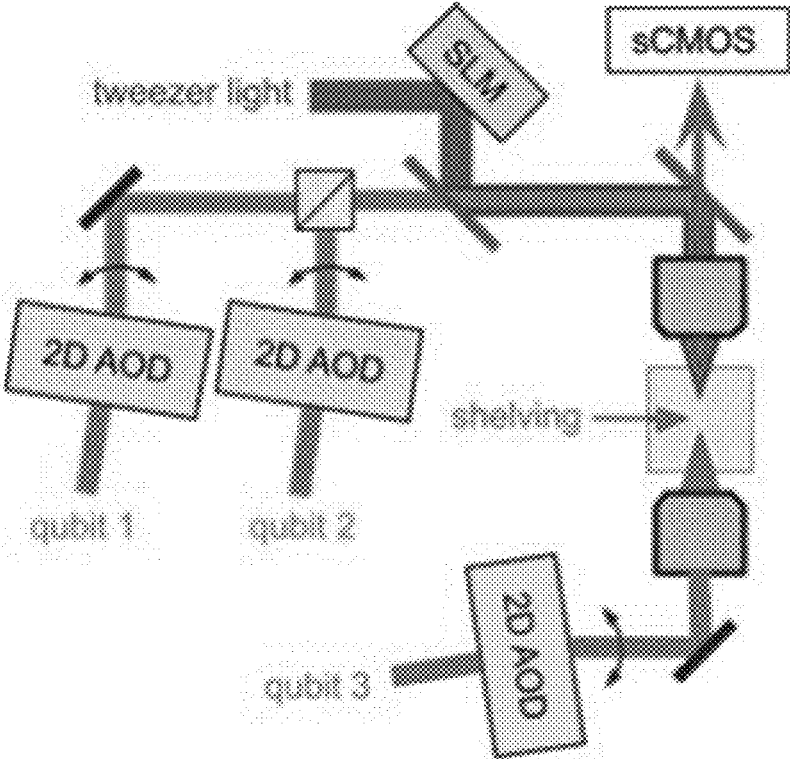 SLM
sCMOS
tweezer light
2D AOD
2D AOD
shelving
qubit 1
qubit 2
2D AOD
qubit 3